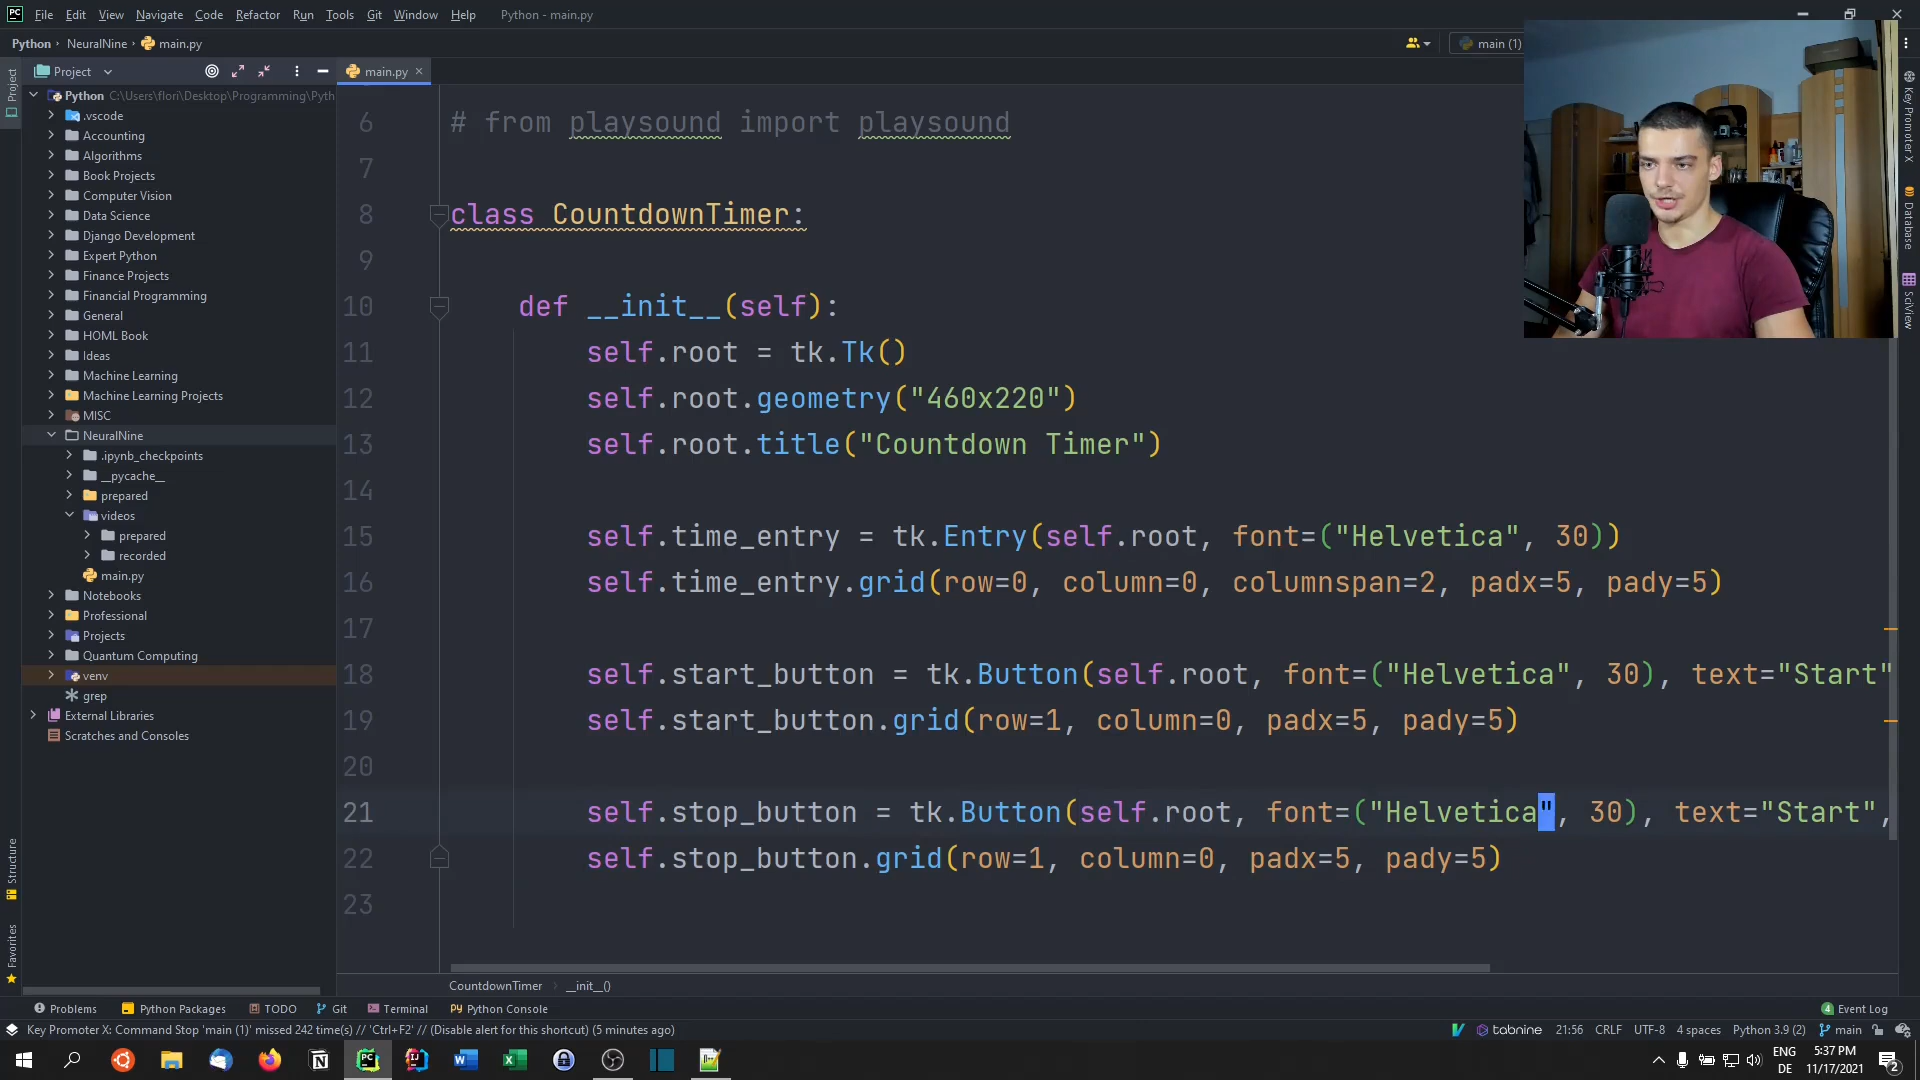 PC File Edit View Navigate Code Refactor Run Tools Git Window Help Python - main.py
Python NeuralNine main.py
main (1)
Project
main.py
Project
Python C:\Users\flori\Desktop\Programming\Pyth
.vscode
Accounting
Algorithms
Book Projects
Computer Vision
Data Science
Django Development
Expert Python
Finance Projects
Financial Programming
General
HOML Book
Ideas
Machine Learning
Machine Learning Projects
MISC
NeuralNine
.ipynb_checkpoints
__pycache__
prepared
videos
prepared
recorded
main.py
Notebooks
Professional
Projects
Quantum Computing
venv
grep
External Libraries
Scratches and Consoles
Structure
Favorites
6 # from playsound import playsound
7
8 class CountdownTimer:
9
10 def __init__(self):
11 self.root = tk.Tk()
12 self.root.geometry("460x220")
13 self.root.title("Countdown Timer")
14
15 self.time_entry = tk.Entry(self.root, font=("Helvetica", 30))
16 self.time_entry.grid(row=0, column=0, columnspan=2, padx=5, pady=5)
17
18 self.start_button = tk.Button(self.root, font=("Helvetica", 30), text="Start"
19 self.start_button.grid(row=1, column=0, padx=5, pady=5)
20
21 self.stop_button = tk.Button(self.root, font=("Helvetica", 30), text="Start",
22 self.stop_button.grid(row=1, column=0, padx=5, pady=5)
23
Key Promoter X
Database
SciView
CountdownTimer __init__()
Problems Python Packages TODO Git Terminal Python Console
4 Event Log
Key Promoter X: Command Stop 'main (1)' missed 242 time(s) // 'Ctrl+F2' // (Disable alert for this shortcut) (5 minutes ago)
tabnine 21:56 CRLF UTF-8 4 spaces Python 3.9 (2) main
ENG
DE
5:37 PM
11/17/2021
2